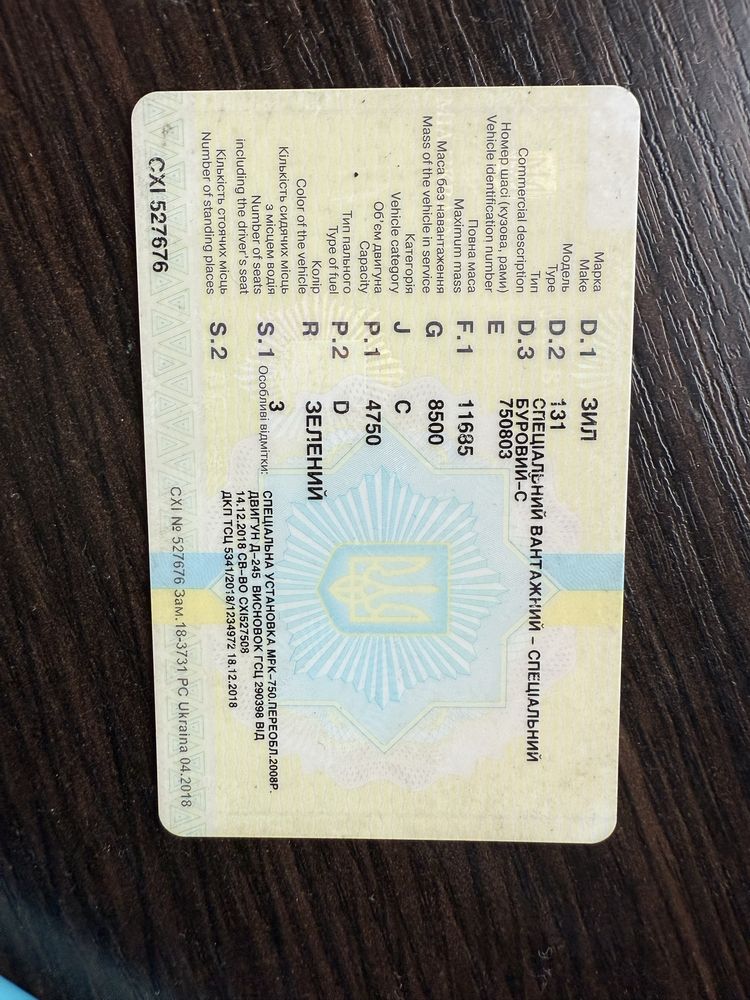 Марка
Make D.1 ЗИЛ
Модель
Type D.2 131
Тип
Commercial description D.3 СПЕЦІАЛЬНИЙ ВАНТАЖНИЙ – СПЕЦІАЛЬНИЙ
БУРОВИЙ–С
Номер шасі (кузова, рами)
Vehicle identification number E 750803
Повна маса
Maximum mass F.1 11685
Маса без навантаження
Mass of the vehicle in service G 8500
Категорія
Vehicle category J C
Об'єм двигуна
Capacity P.1 4750
Тип пального
Type of fuel P.2 D
Колір
Color of the vehicle R ЗЕЛЕНИЙ
Кількість сидячих місць
з місцем водія
Number of seats
including the driver's seat S.1 3
Кількість стоячих місць
Number of standing places S.2
Особливі відмітки:
СПЕЦІАЛЬНА УСТАНОВКА МРК–750.ПЕРЕОБЛ.2008Р.
ДВИГУН Д–245 ВИСНОВОК ГСЦ 290398 ВІД
14.12.2018 СВ–ВО СХІ527508
ДКП ТСЦ 5341/2018/1234972 18.12.2018
СХІ 527676
СХІ № 527676 Зам.18-3731 РС Ukraina 04.2018